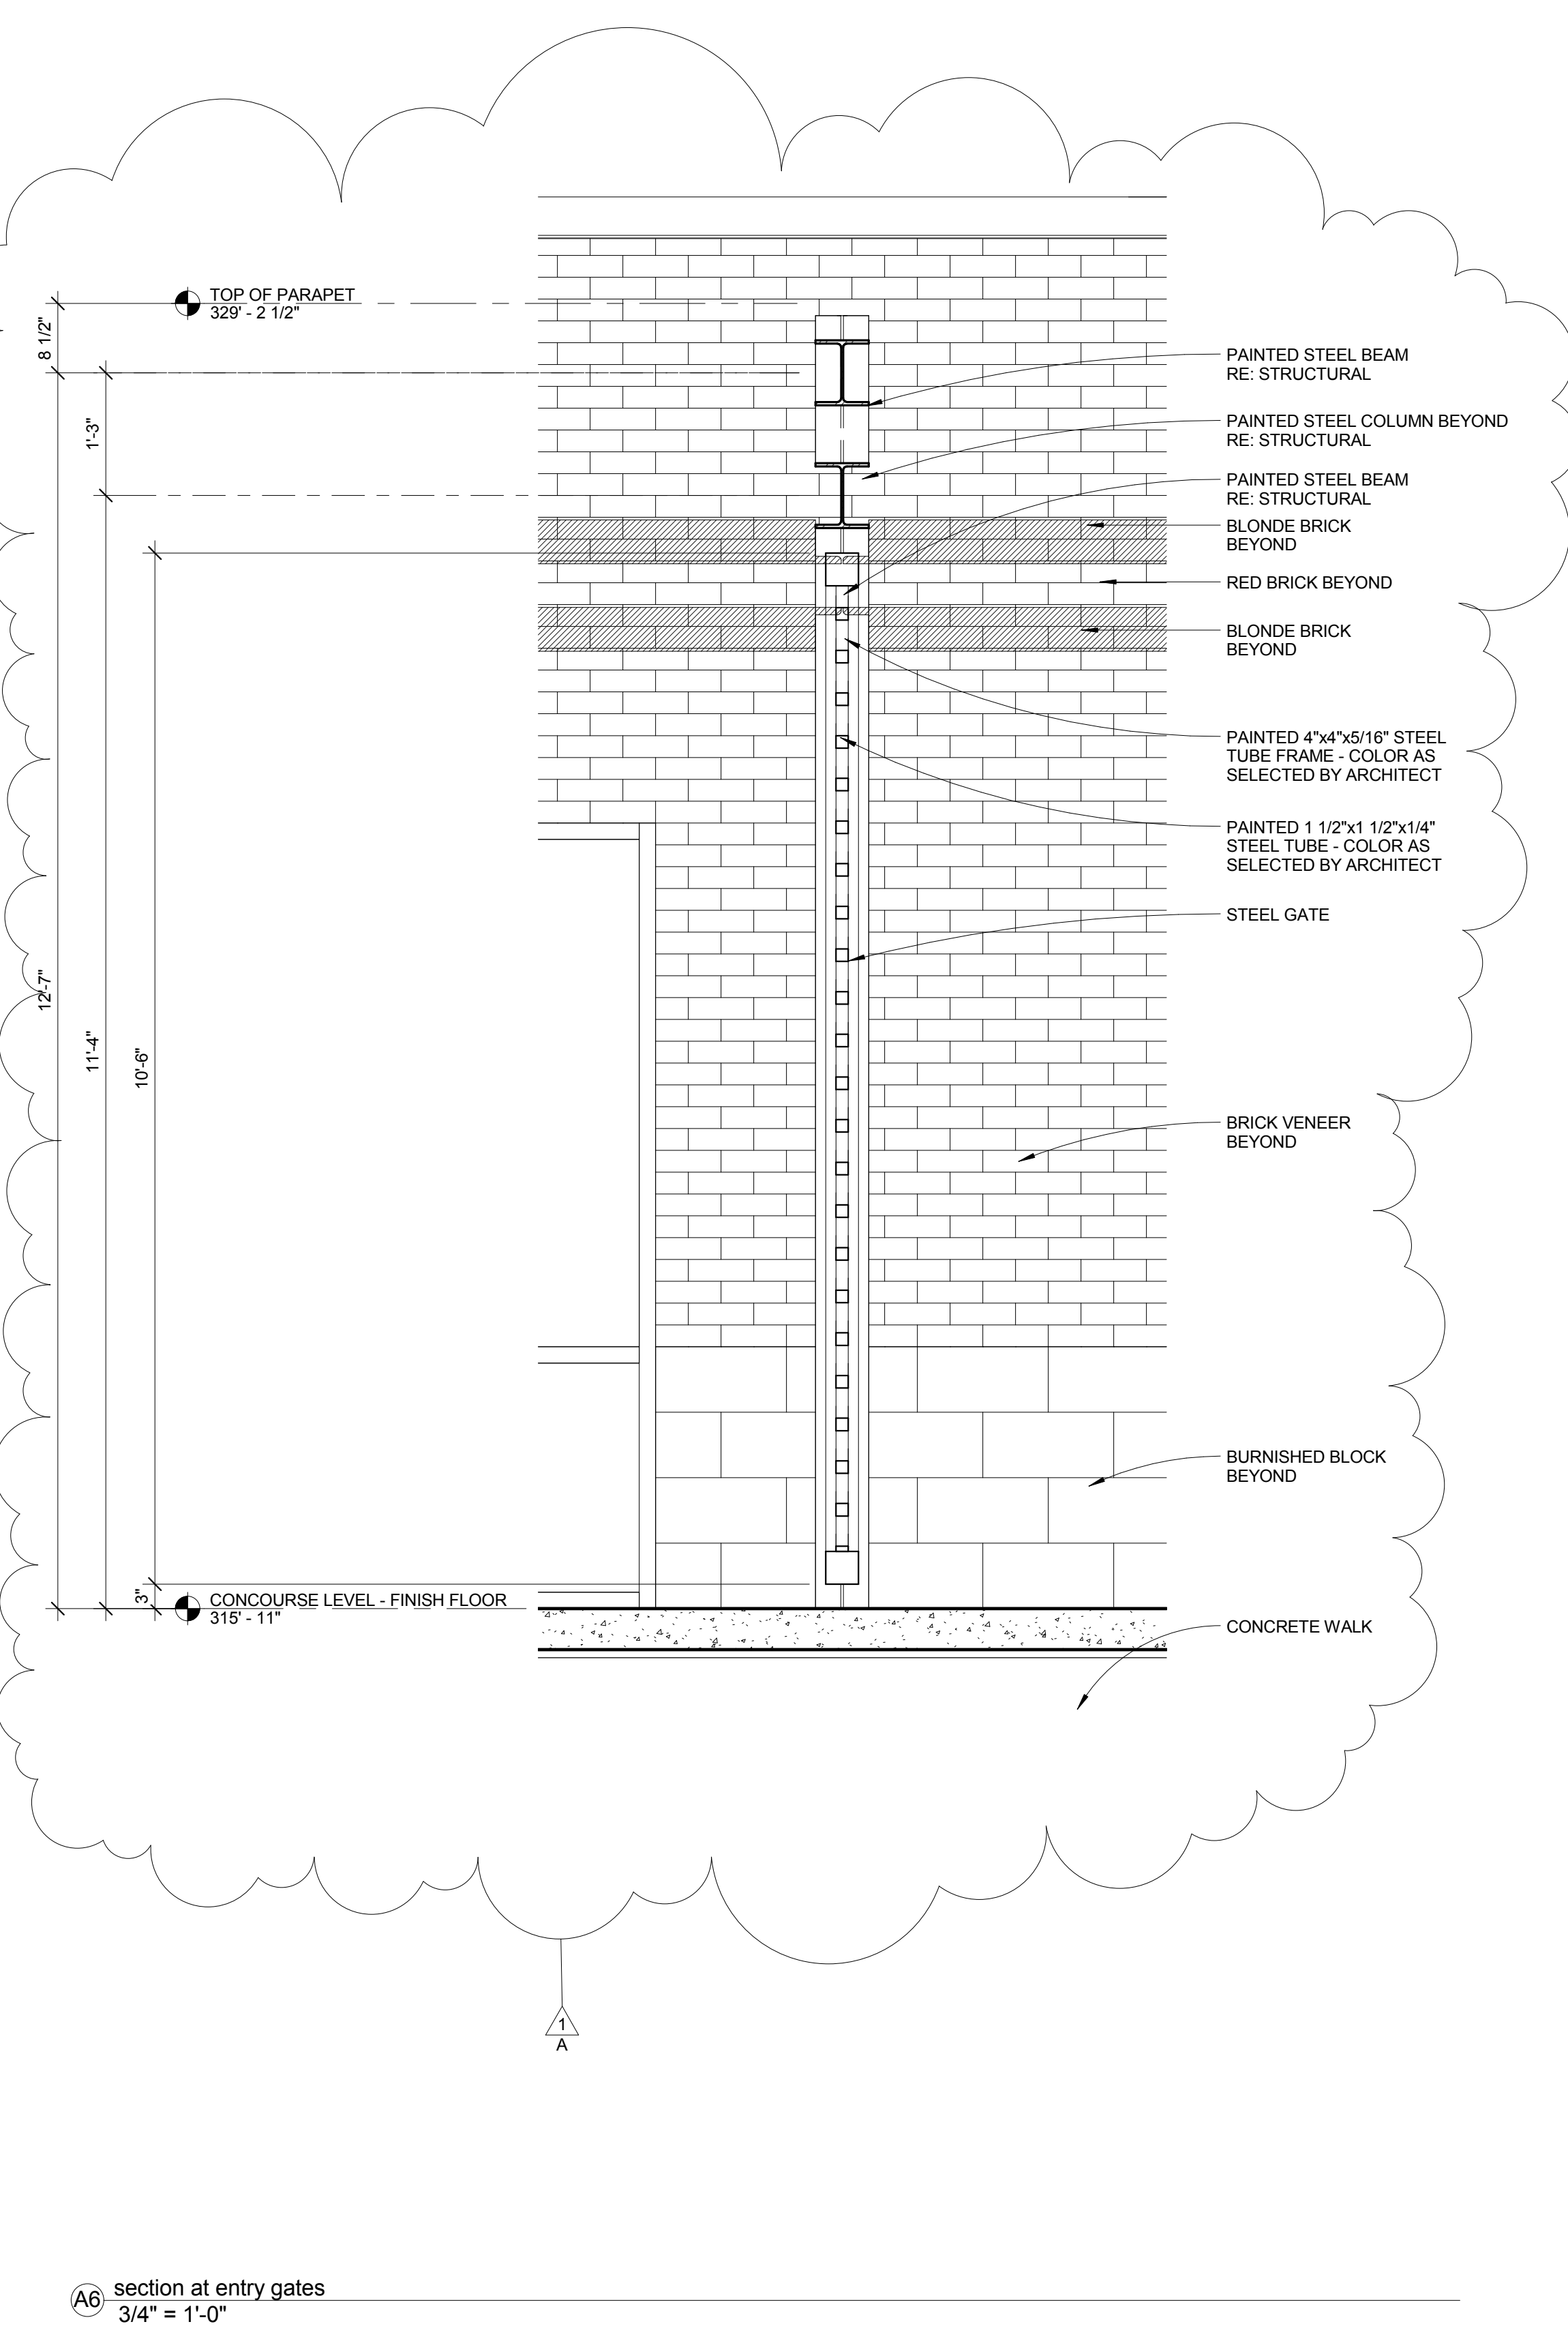 TOP OF PARAPET
329' - 2 1/2"
8 1/2"
1'-3"
12'-7"
11'-4"
10'-6"
3"
CONCOURSE LEVEL - FINISH FLOOR
315' - 11"
PAINTED STEEL BEAM
RE: STRUCTURAL
PAINTED STEEL COLUMN BEYOND
RE: STRUCTURAL
PAINTED STEEL BEAM
RE: STRUCTURAL
BLONDE BRICK
BEYOND
RED BRICK BEYOND
BLONDE BRICK
BEYOND
PAINTED 4"x4"x5/16" STEEL
TUBE FRAME - COLOR AS
SELECTED BY ARCHITECT
PAINTED 1 1/2"x1 1/2"x1/4"
STEEL TUBE - COLOR AS
SELECTED BY ARCHITECT
STEEL GATE
BRICK VENEER
BEYOND
BURNISHED BLOCK
BEYOND
CONCRETE WALK
1
A
A6 section at entry gates
3/4" = 1'-0"